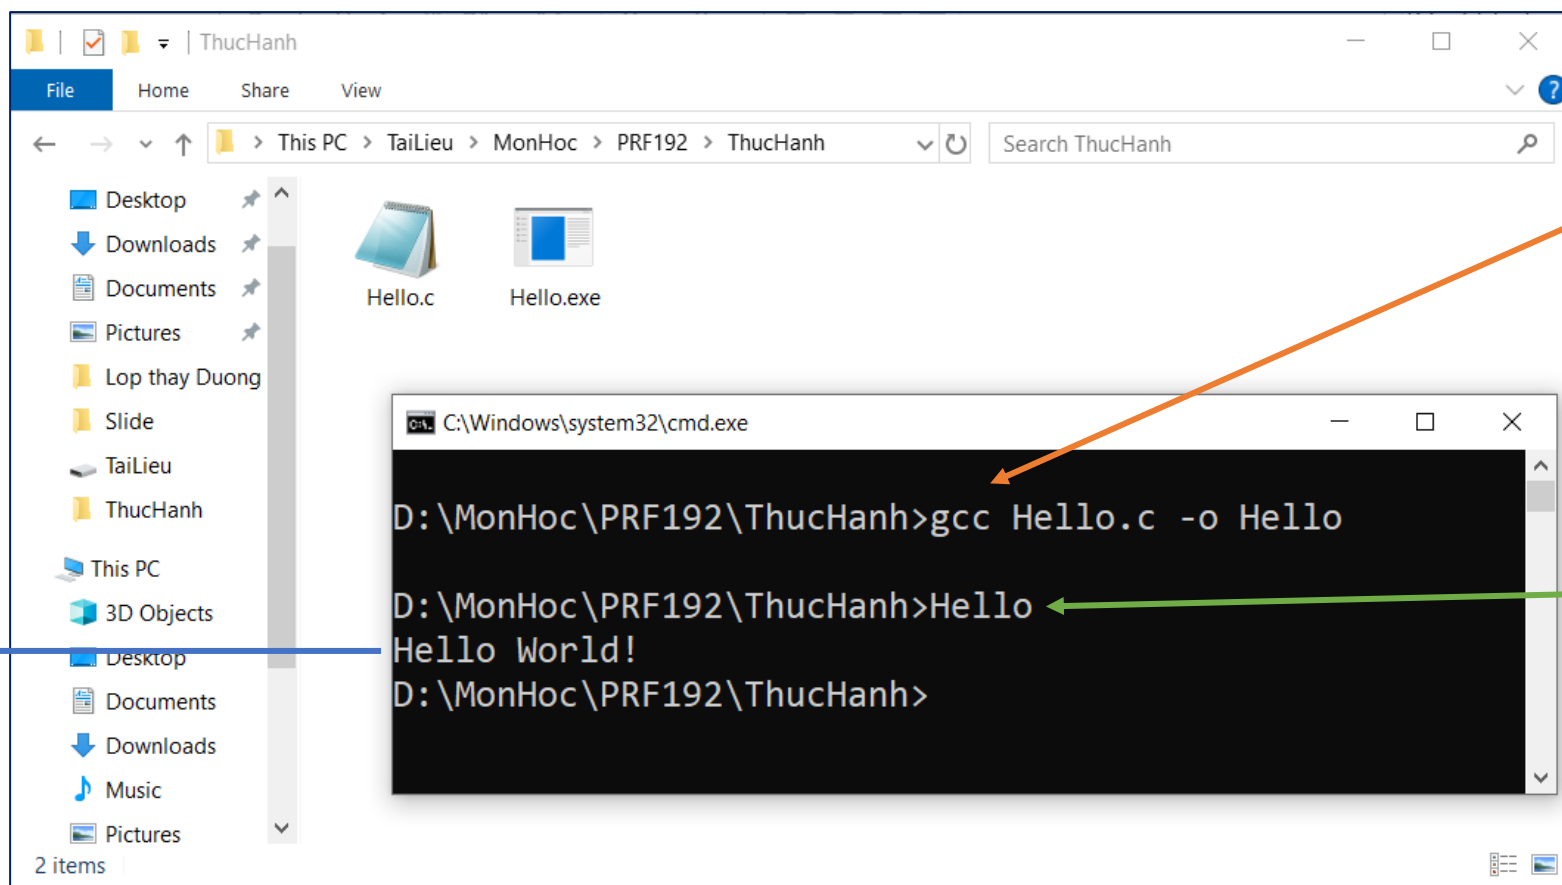 ThucHanh
File Home Share View
This PC > TaiLieu > MonHoc > PRF192 > ThucHanh
Search ThucHanh
Desktop
Downloads
Documents
Pictures
Lop thay Duong
Slide
TaiLieu
ThucHanh
This PC
3D Objects
Desktop
Documents
Downloads
Music
Pictures
Hello.c
Hello.exe
C:\Windows\system32\cmd.exe
D:\MonHoc\PRF192\ThucHanh>gcc Hello.c -o Hello
D:\MonHoc\PRF192\ThucHanh>Hello
Hello World!
D:\MonHoc\PRF192\ThucHanh>
2 items